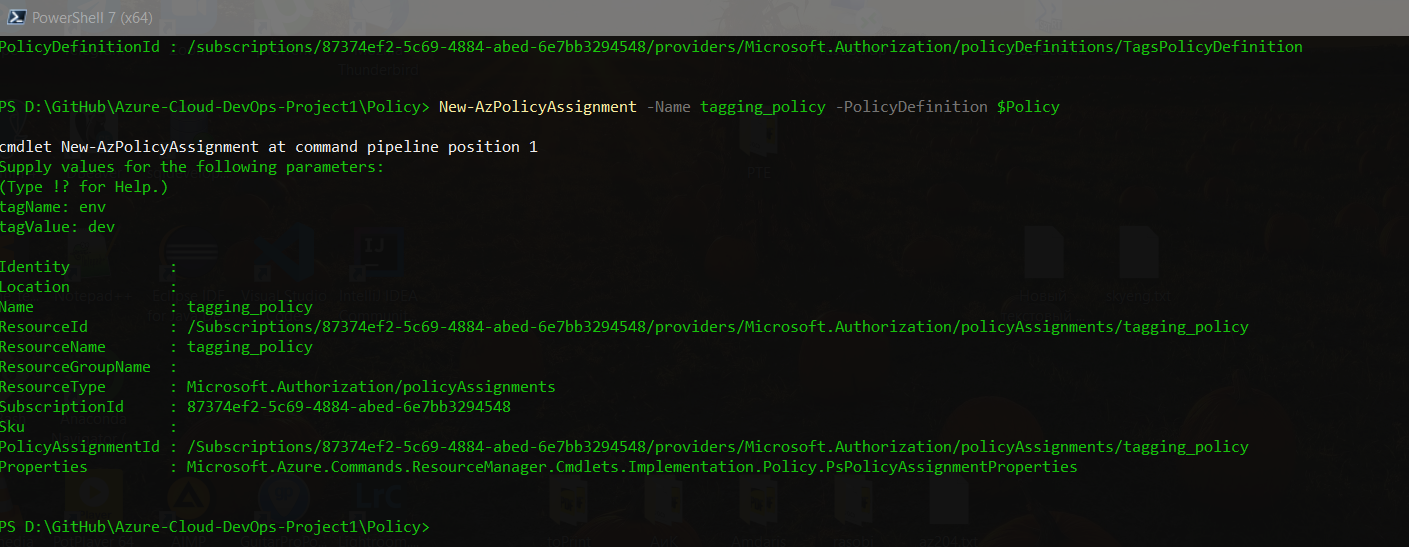 PowerShell 7 (x64)
PolicyDefinitionId : /subscriptions/87374ef2-5c69-4884-abed-6e7bb3294548/providers/Microsoft.Authorization/policyDefinitions/TagsPolicyDefinition
PS D:\GitHub\Azure-Cloud-DevOps-Project1\Policy> New-AzPolicyAssignment -Name tagging_policy -PolicyDefinition $Policy
cmdlet New-AzPolicyAssignment at command pipeline position 1
Supply values for the following parameters:
(Type !? for Help.)
tagName: env
tagValue: dev
Identity           :
Location           :
Name               : tagging_policy
ResourceId         : /Subscriptions/87374ef2-5c69-4884-abed-6e7bb3294548/providers/Microsoft.Authorization/policyAssignments/tagging_policy
ResourceName       : tagging_policy
ResourceGroupName  :
ResourceType       : Microsoft.Authorization/policyAssignments
SubscriptionId     : 87374ef2-5c69-4884-abed-6e7bb3294548
Sku                :
PolicyAssignmentId : /Subscriptions/87374ef2-5c69-4884-abed-6e7bb3294548/providers/Microsoft.Authorization/policyAssignments/tagging_policy
Properties         : Microsoft.Azure.Commands.ResourceManager.Cmdlets.Implementation.Policy.PsPolicyAssignmentProperties
PS D:\GitHub\Azure-Cloud-DevOps-Project1\Policy>